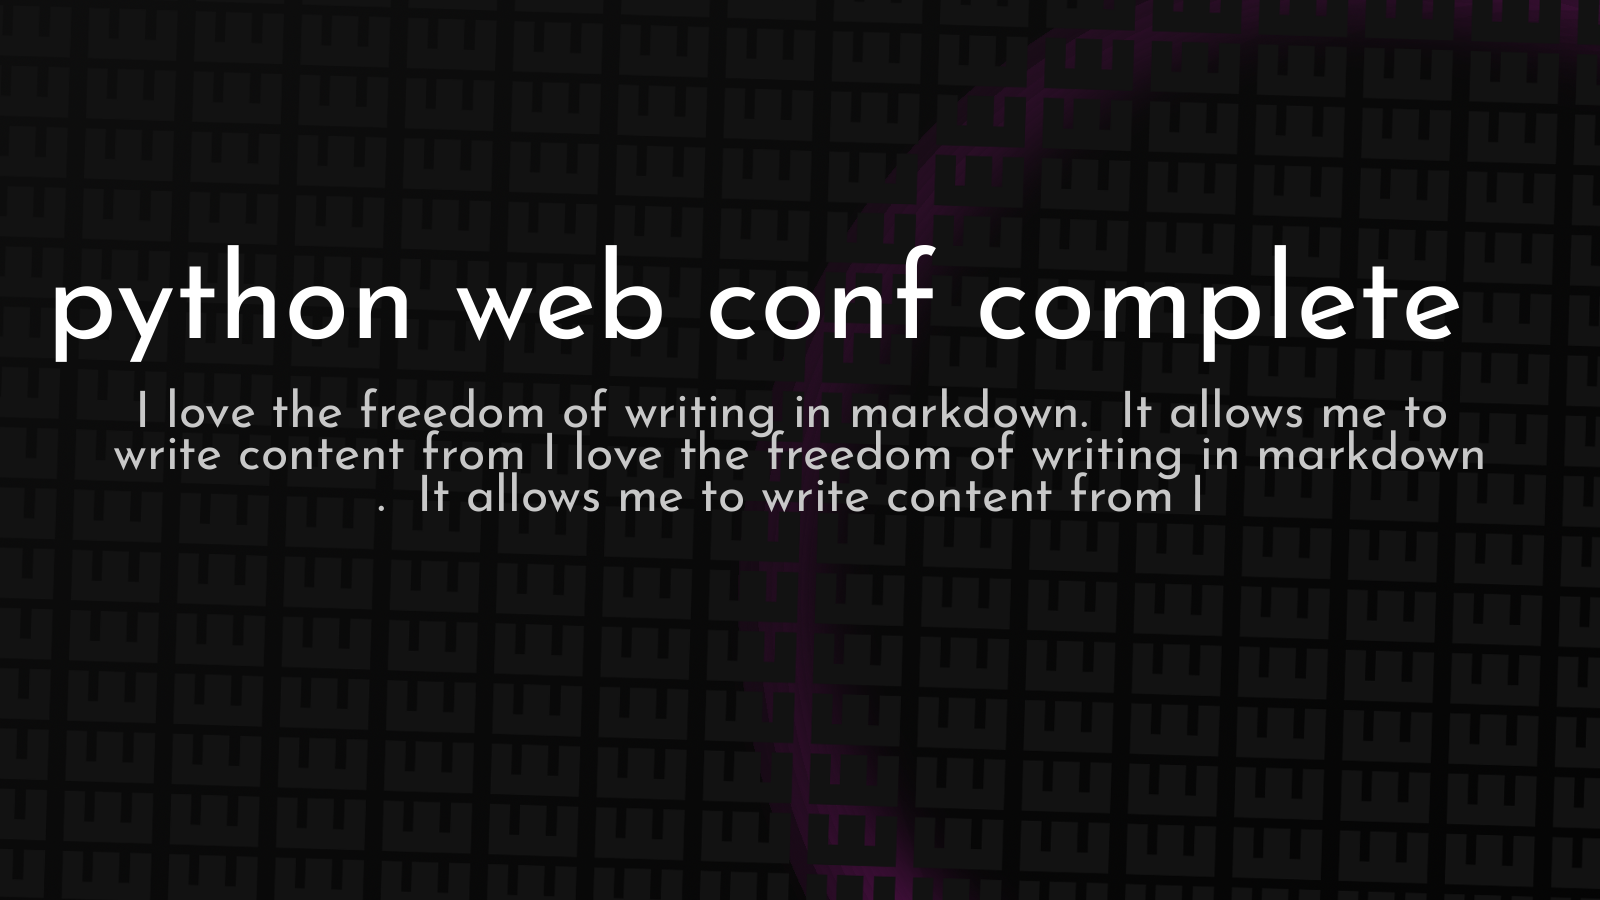 python web conf complete
I love the freedom of writing in markdown.  It allows me to
write content from I love the freedom of writing in markdown
.  It allows me to write content from I